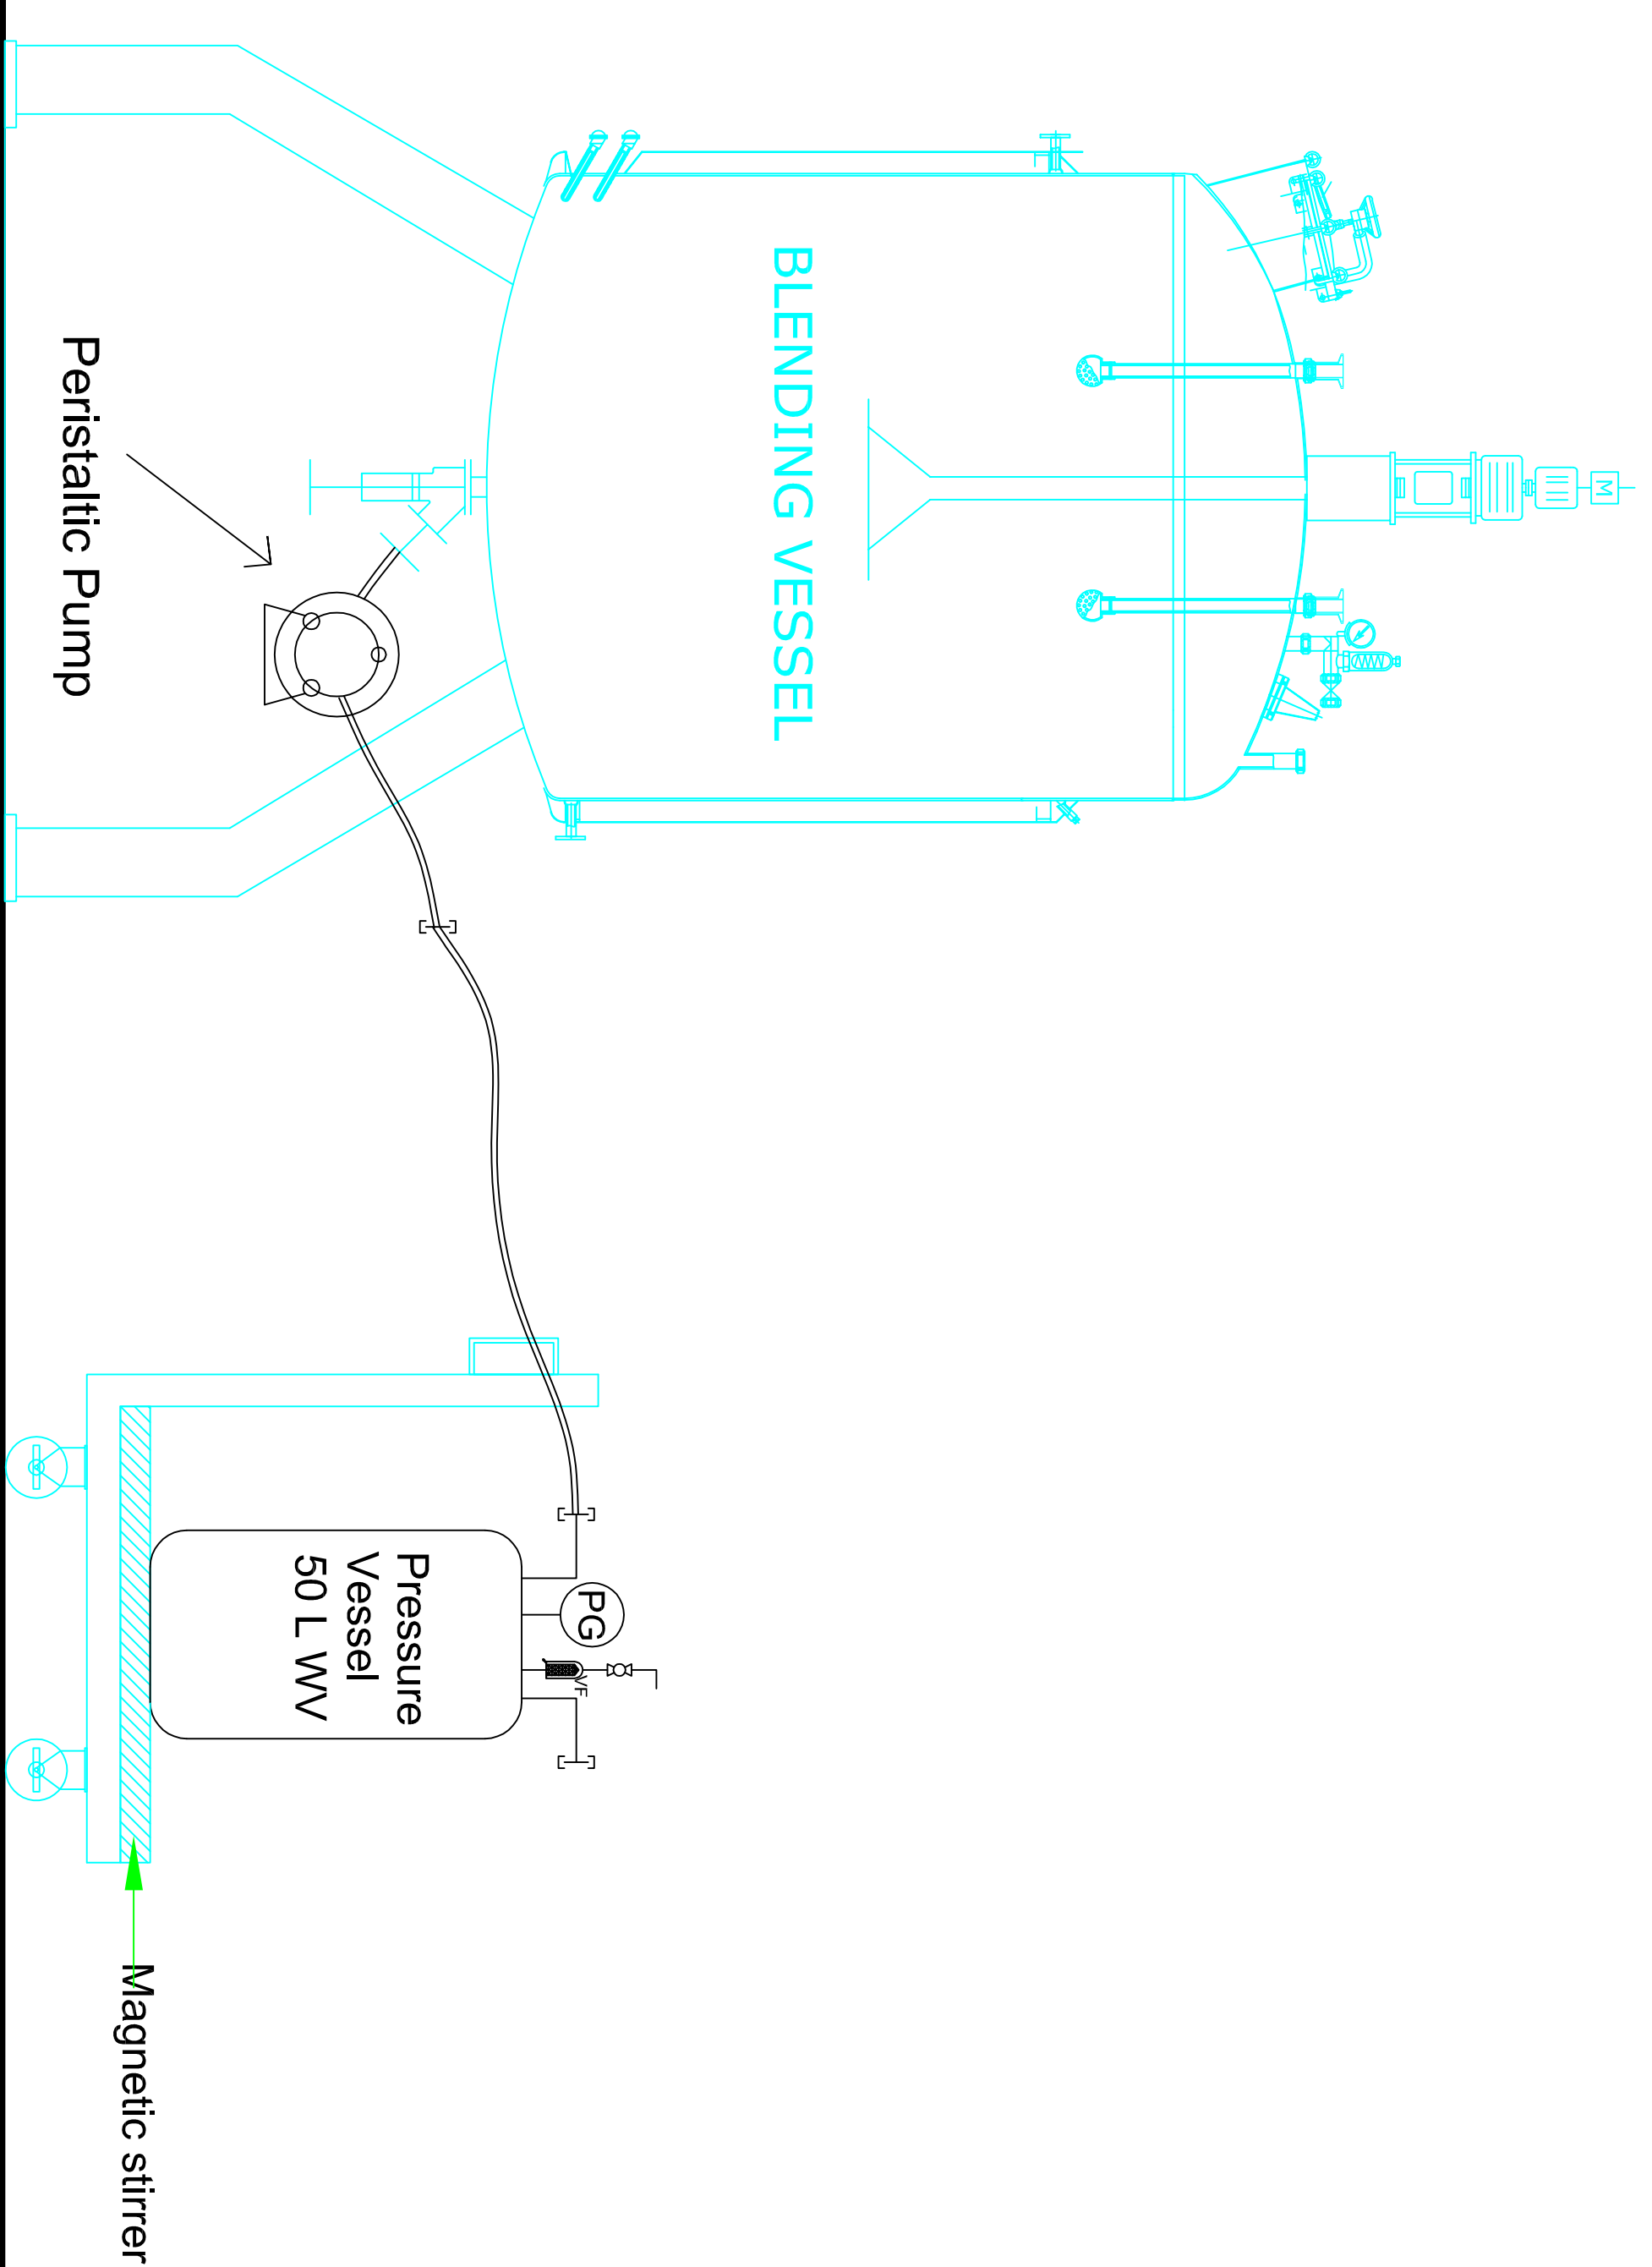 M
BLENDING VESSEL
Peristaltic Pump
PG
VF
Pressure
Vessel
50 L WV
Magnetic stirrer